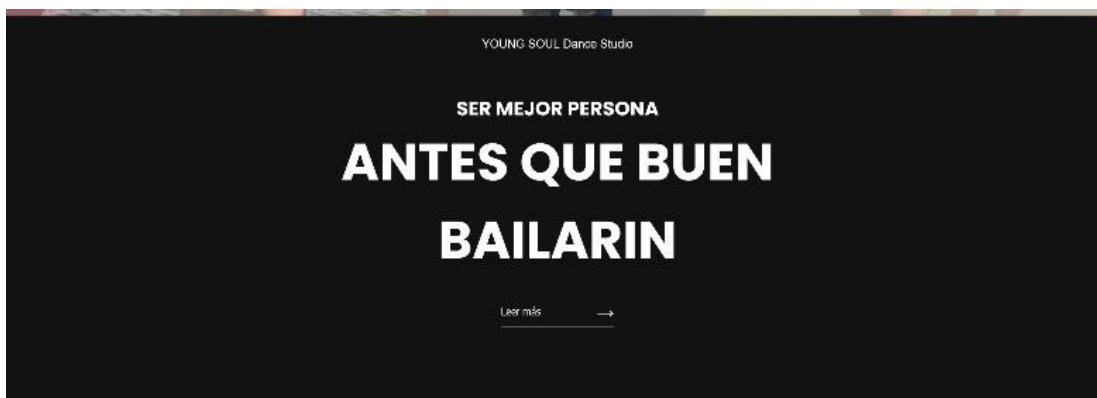 YOUNG SOUL Dance Studio
SER MEJOR PERSONA
ANTES QUE BUEN
BAILARIN
Leer más →